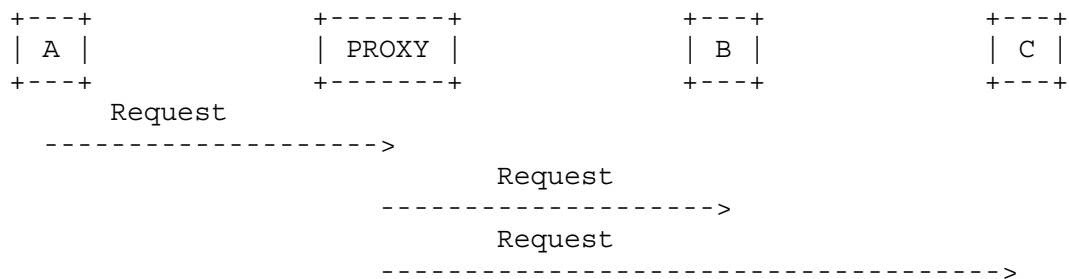 +---+ +-------+ +---+ +---+
| A | | PROXY | | B | | C |
+---+ +-------+ +---+ +---+
Request
-------------------->
Request
-------------------->
Request
-------------------------------------->